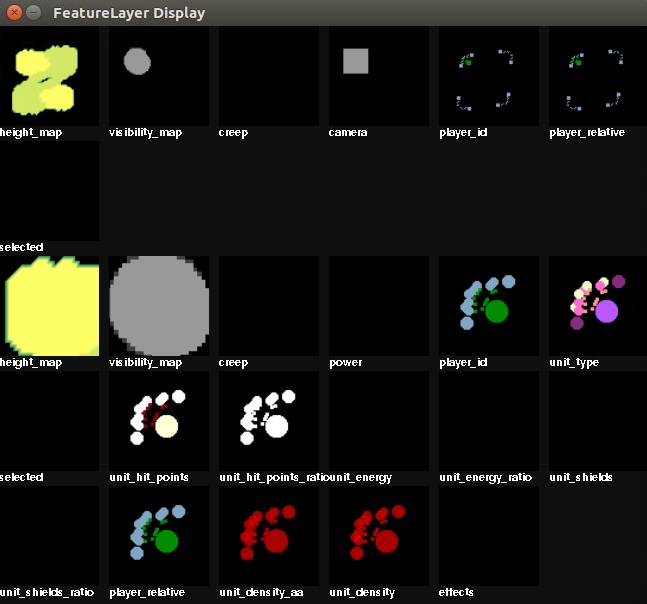 FeatureLayer Display
height_map visibility_map creep camera player_id player_relative
selected
height_map visibility_map creep power player_id unit_type
selected unit_hit_points unit_hit_points_ratio unit_energy unit_energy_ratio unit_shields
unit_shields_ratio player_relative unit_density_aa unit_density effects